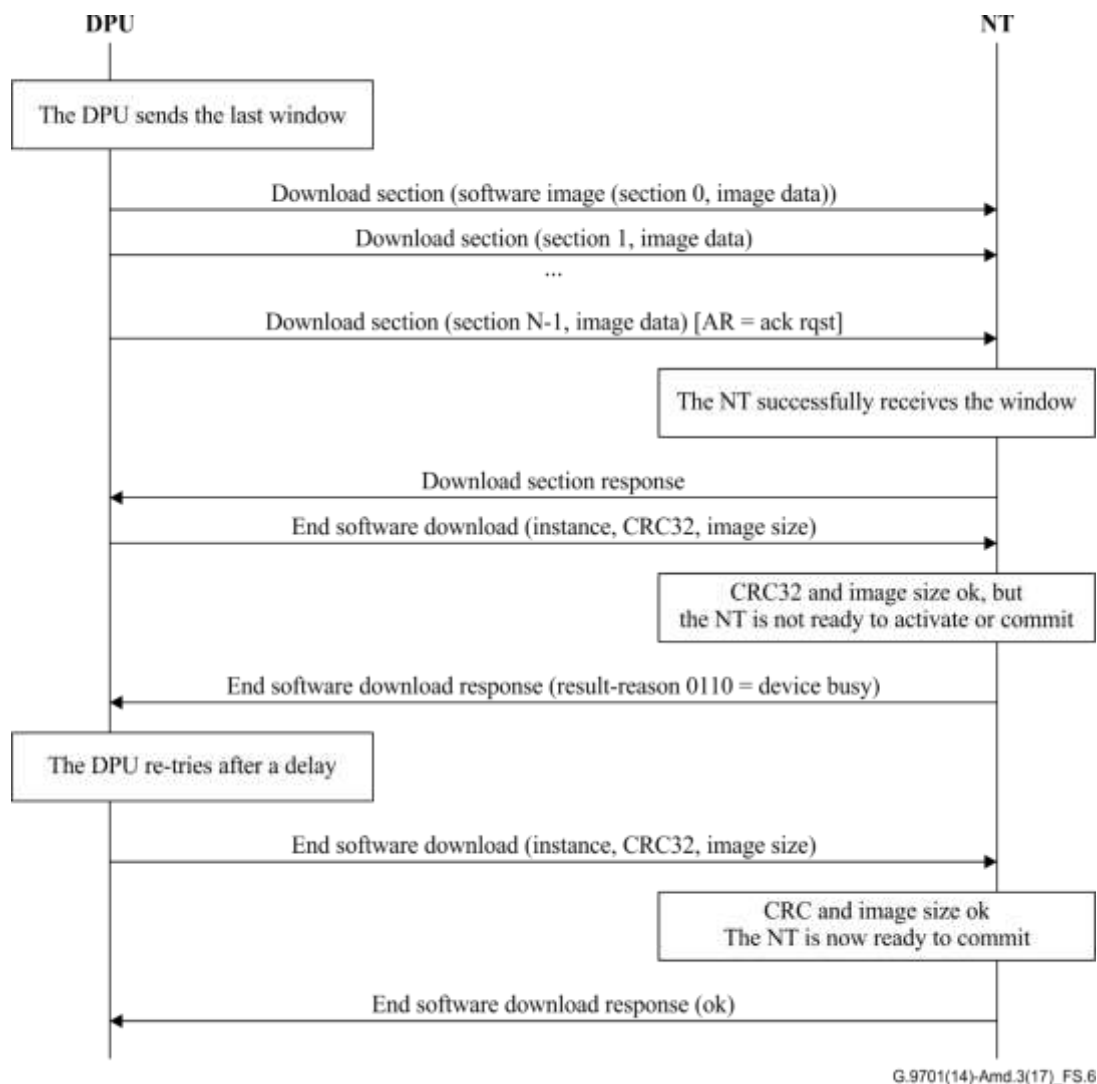 DPU NT
The DPU sends the last window
Download section (software image (section 0, image data))
Download section (section 1, image data)
...
Download section (section N-1, image data) [AR = ack rqst]
The NT successfully receives the window
Download section response
End software download (instance, CRC32, image size)
CRC32 and image size ok, but
the NT is not ready to activate or commit
End software download response (result-reason 0110 = device busy)
The DPU re-tries after a delay
End software download (instance, CRC32, image size)
CRC and image size ok
The NT is now ready to commit
End software download response (ok)
G.9701(14)-Amd.3(17)_FS.6